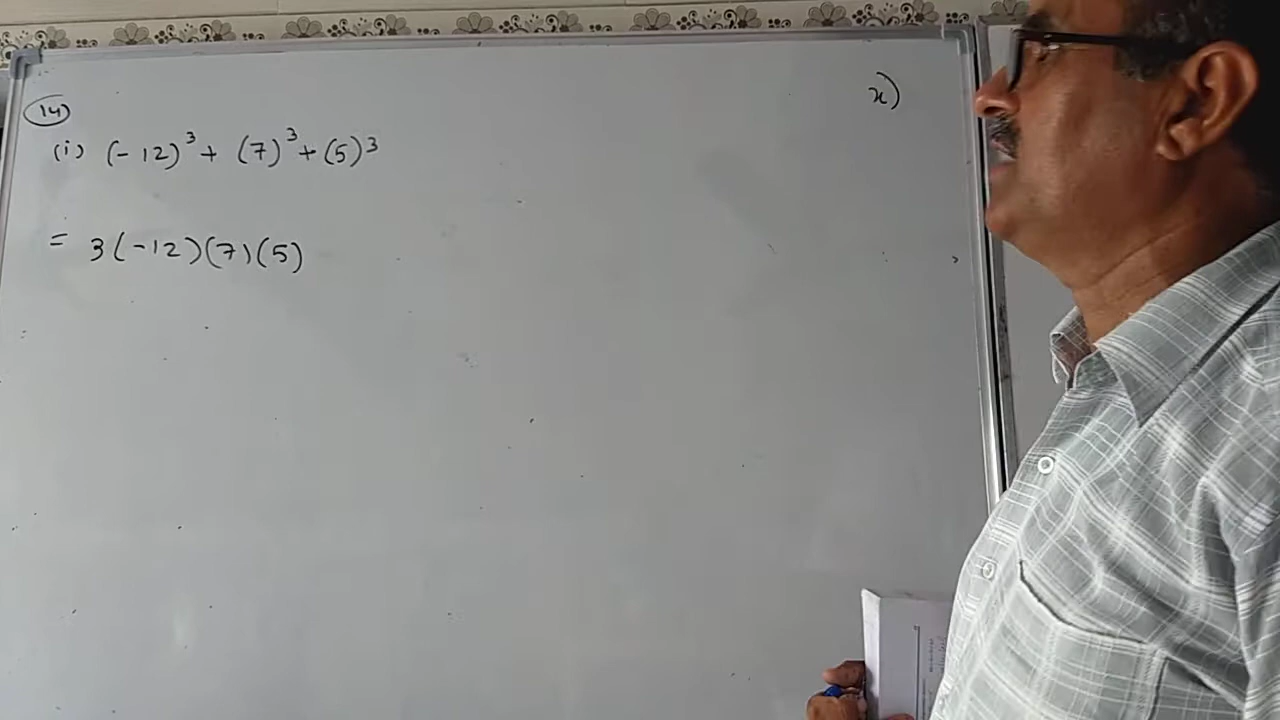 14
(i) (-12)³ + (7)³ + (5)³
= 3(-12)(7)(5)
x)